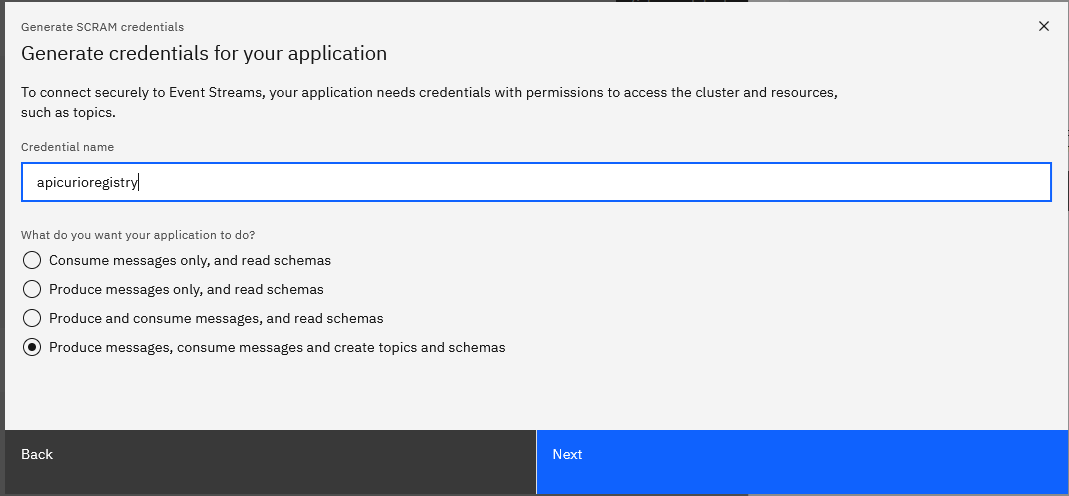 Generate SCRAM credentials
Generate credentials for your application
To connect securely to Event Streams, your application needs credentials with permissions to access the cluster and resources,
such as topics.
Credential name
apicurioregistry
What do you want your application to do?
Consume messages only, and read schemas
Produce messages only, and read schemas
Produce and consume messages, and read schemas
Produce messages, consume messages and create topics and schemas
Back
Next